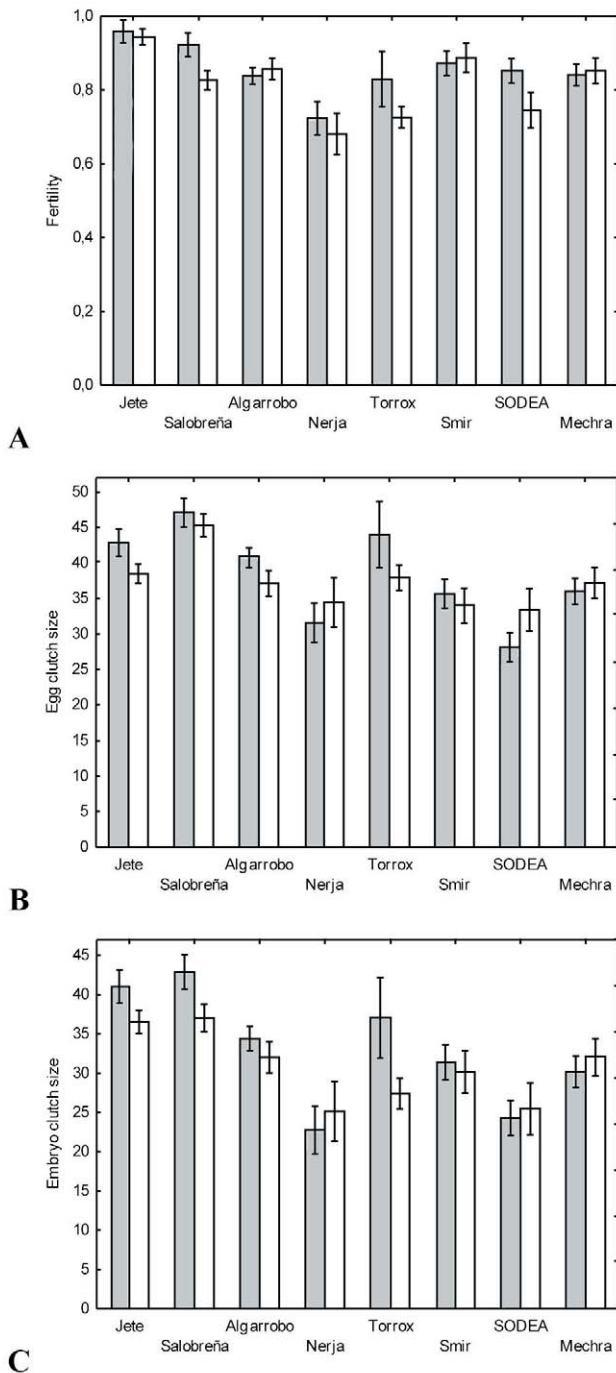 1,0
0,8
0,6
0,4
0,2
0,0
Fertility
Jete Algarrobo Torrox SODEA
Salobreña Nerja Smir Mechra
A
50
45
40
35
30
25
20
15
10
5
0
Egg clutch size
Jete Algarrobo Torrox SODEA
Salobreña Nerja Smir Mechra
B
45
40
35
30
25
20
15
10
5
0
Embryo clutch size
Jete Algarrobo Torrox SODEA
Salobreña Nerja Smir Mechra
C